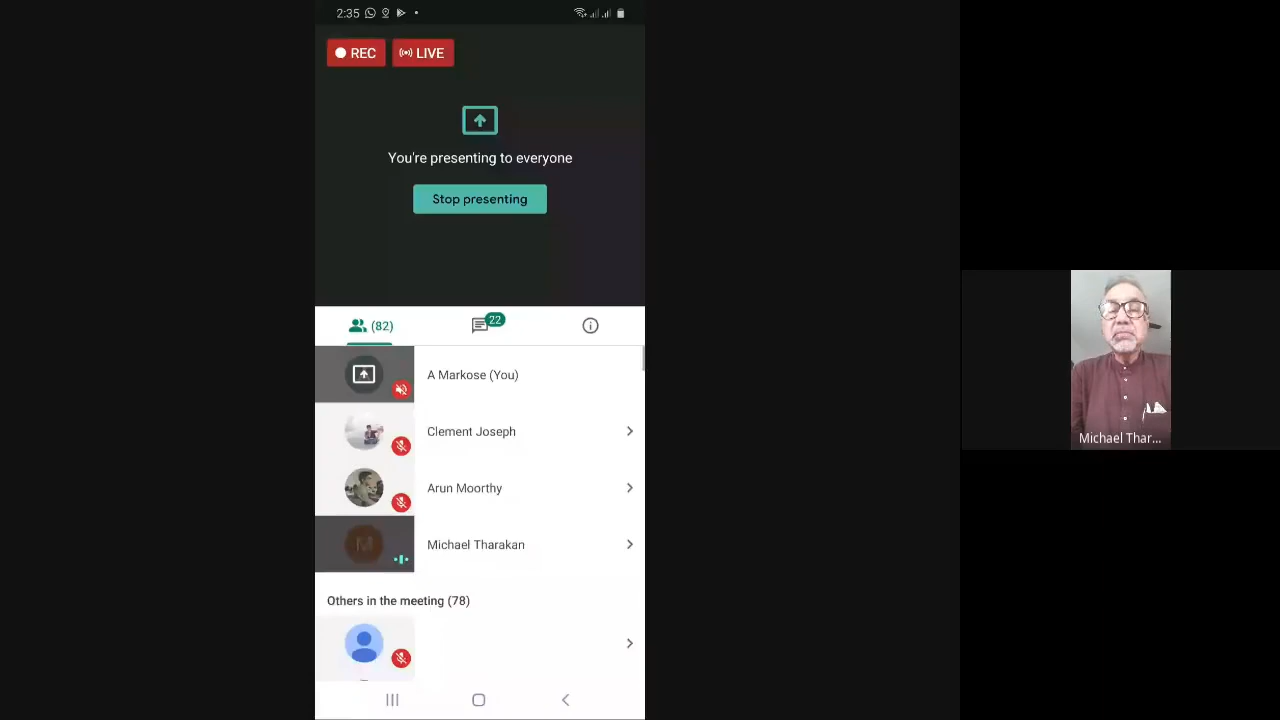 2:35
REC LIVE
You're presenting to everyone
Stop presenting
(82) 22
A Markose (You)
Clement Joseph
Arun Moorthy
M
Michael Tharakan
Others in the meeting (78)
Michael Thar...